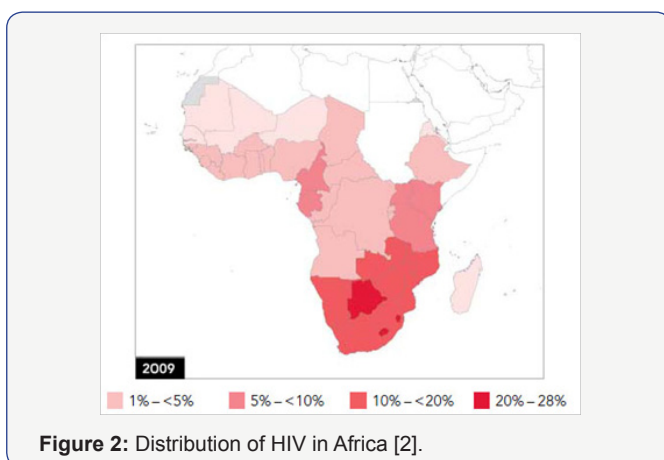 2009
1%–<5% 5%–<10% 10%–<20% 20%–28%
Figure 2: Distribution of HIV in Africa [2].